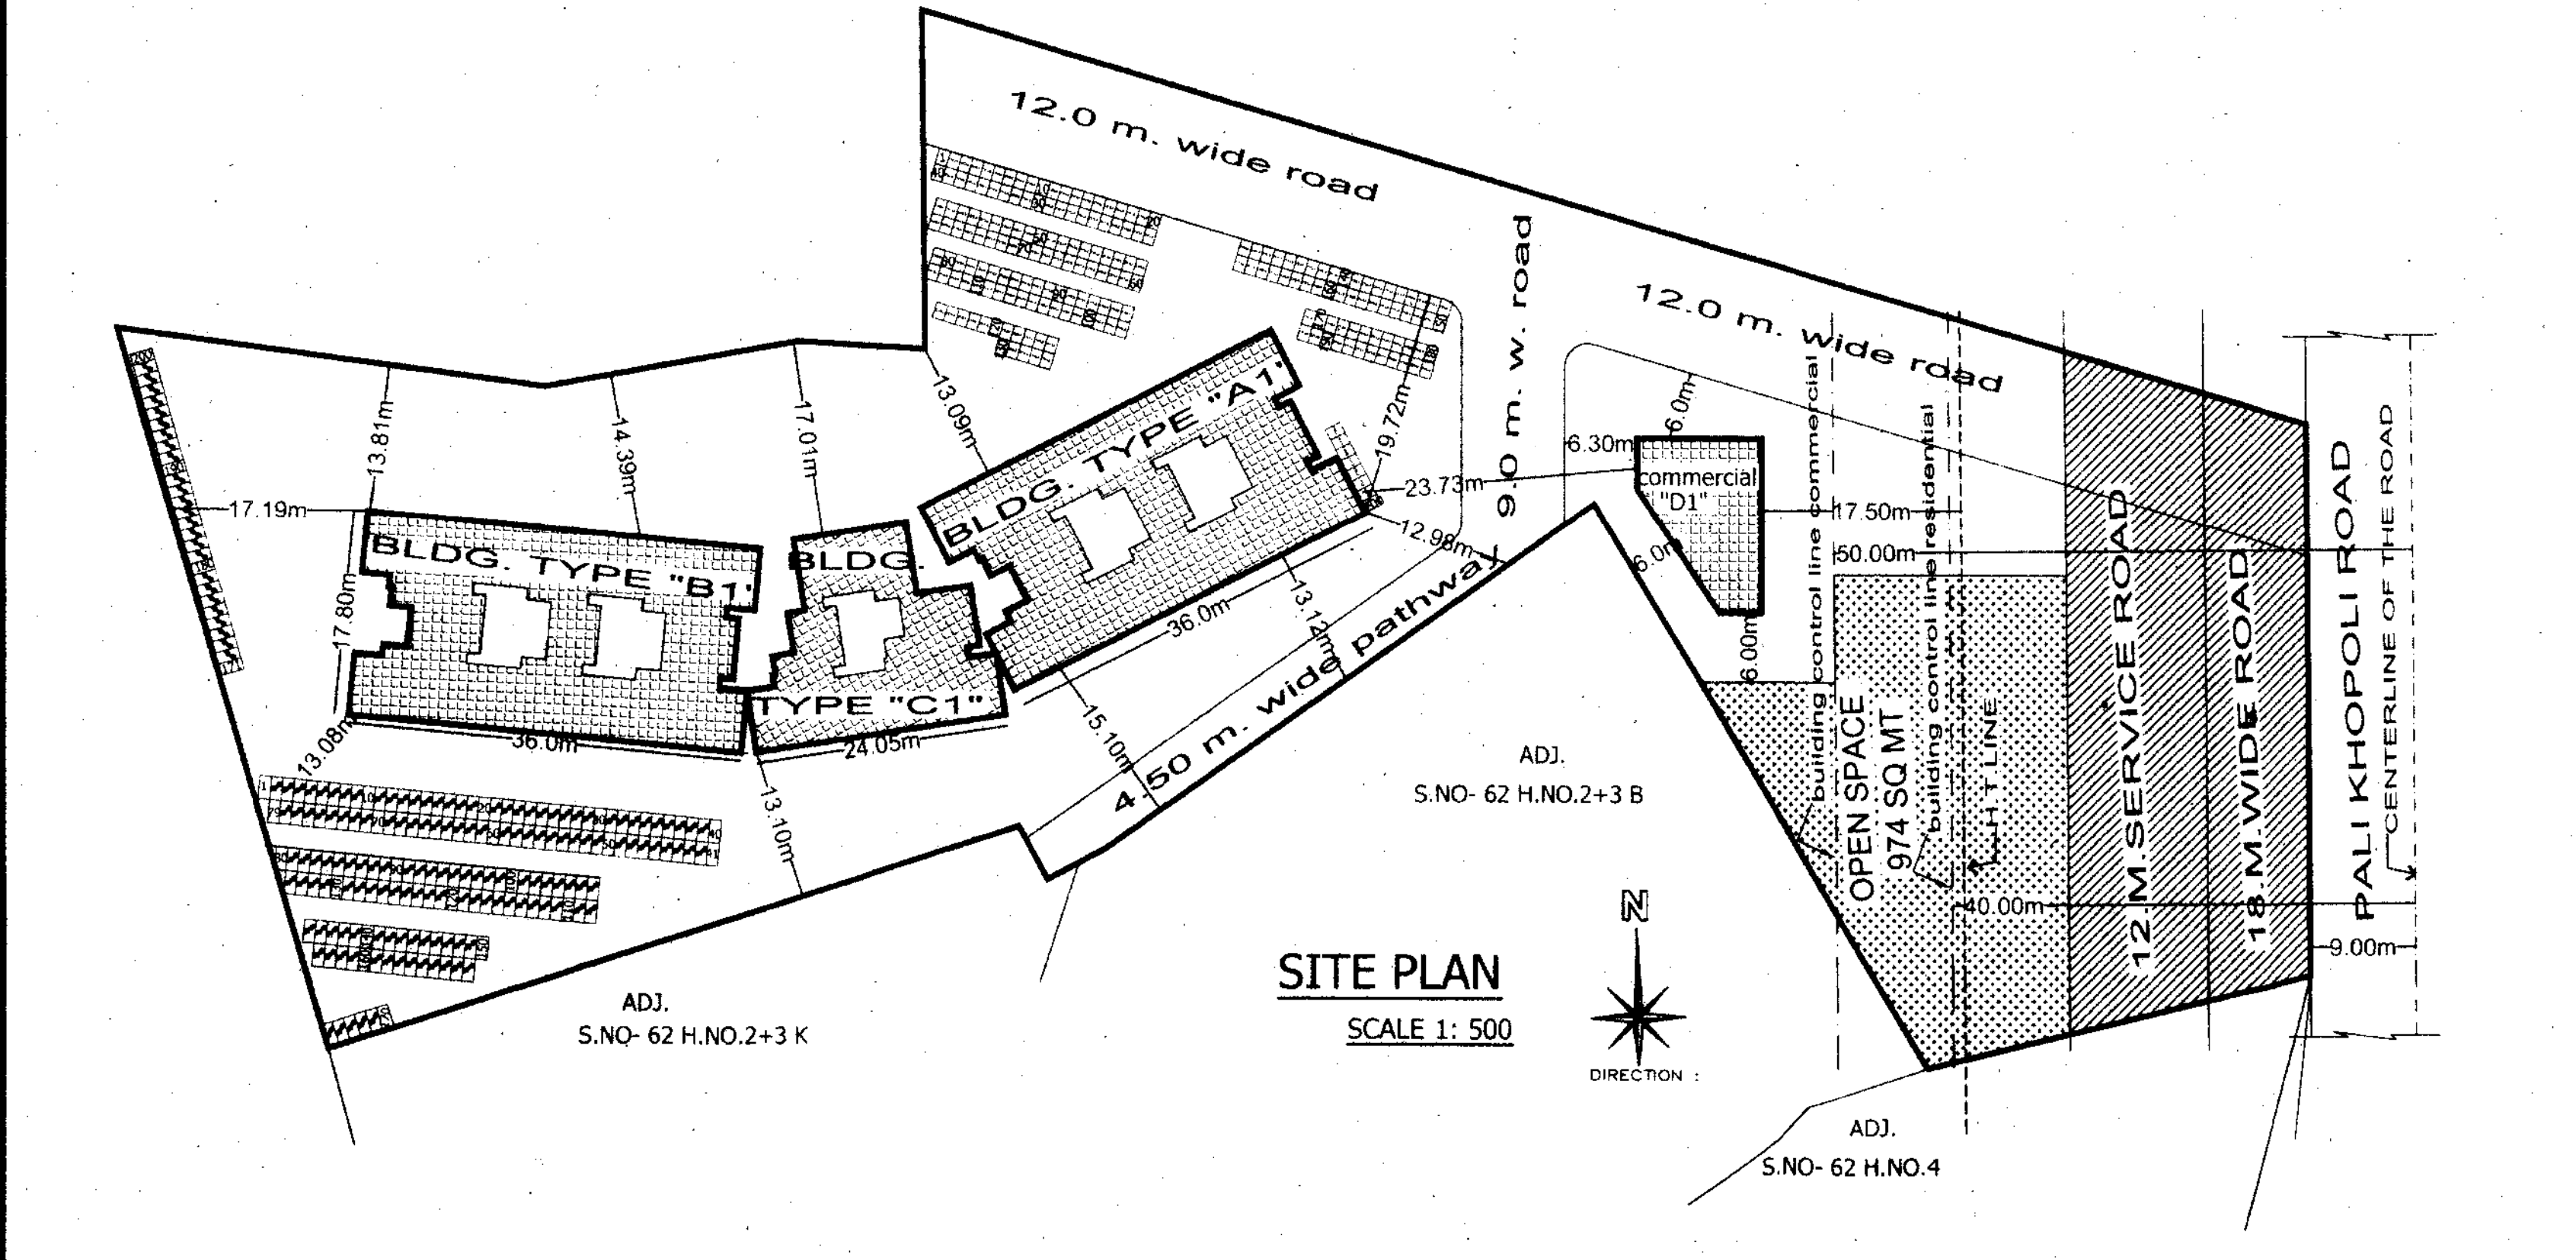 12.0 m. wide road
9.0 m. w. road
12.0 m. wide road
13.81m
14.39m
17.01m
13.09m
19.72m
6.0m
6.30m
23.73m
12.98m
17.19m
17.80m
13.08m
36.0m
24.05m
13.10m
15.10m
36.0m
13.12m
BLDG. TYPE "B1"
BLDG.
TYPE "C1"
BLDG. TYPE "A1"
commercial
"D1"
6.0m
6.00m
17.50m
50.00m
40.00m
9.00m
4.50 m. wide pathway
building control line commercial
building control line residential
OPEN SPACE
974 SQ MT
H T LINE
12.M.SERVICE ROAD
18.M.WIDE ROAD
PALI KHOPOLI ROAD
CENTERLINE OF THE ROAD
ADJ.
S.NO- 62 H.NO.2+3 B
ADJ.
S.NO- 62 H.NO.2+3 K
ADJ.
S.NO- 62 H.NO.4
SITE PLAN
SCALE 1: 500
N
DIRECTION :